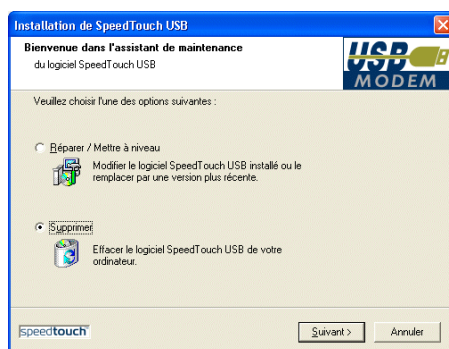 Installation de SpeedTouch USB
Bienvenue dans l'assistant de maintenance
du logiciel SpeedTouch USB
USB
MODEM
Veuillez choisir l'une des options suivantes :
Réparer / Mettre à niveau
Modifier le logiciel SpeedTouch USB installé ou le
remplacer par une version plus récente.
Supprimer
Effacer le logiciel SpeedTouch USB de votre
ordinateur.
speedtouch
Suivant >
Annuler